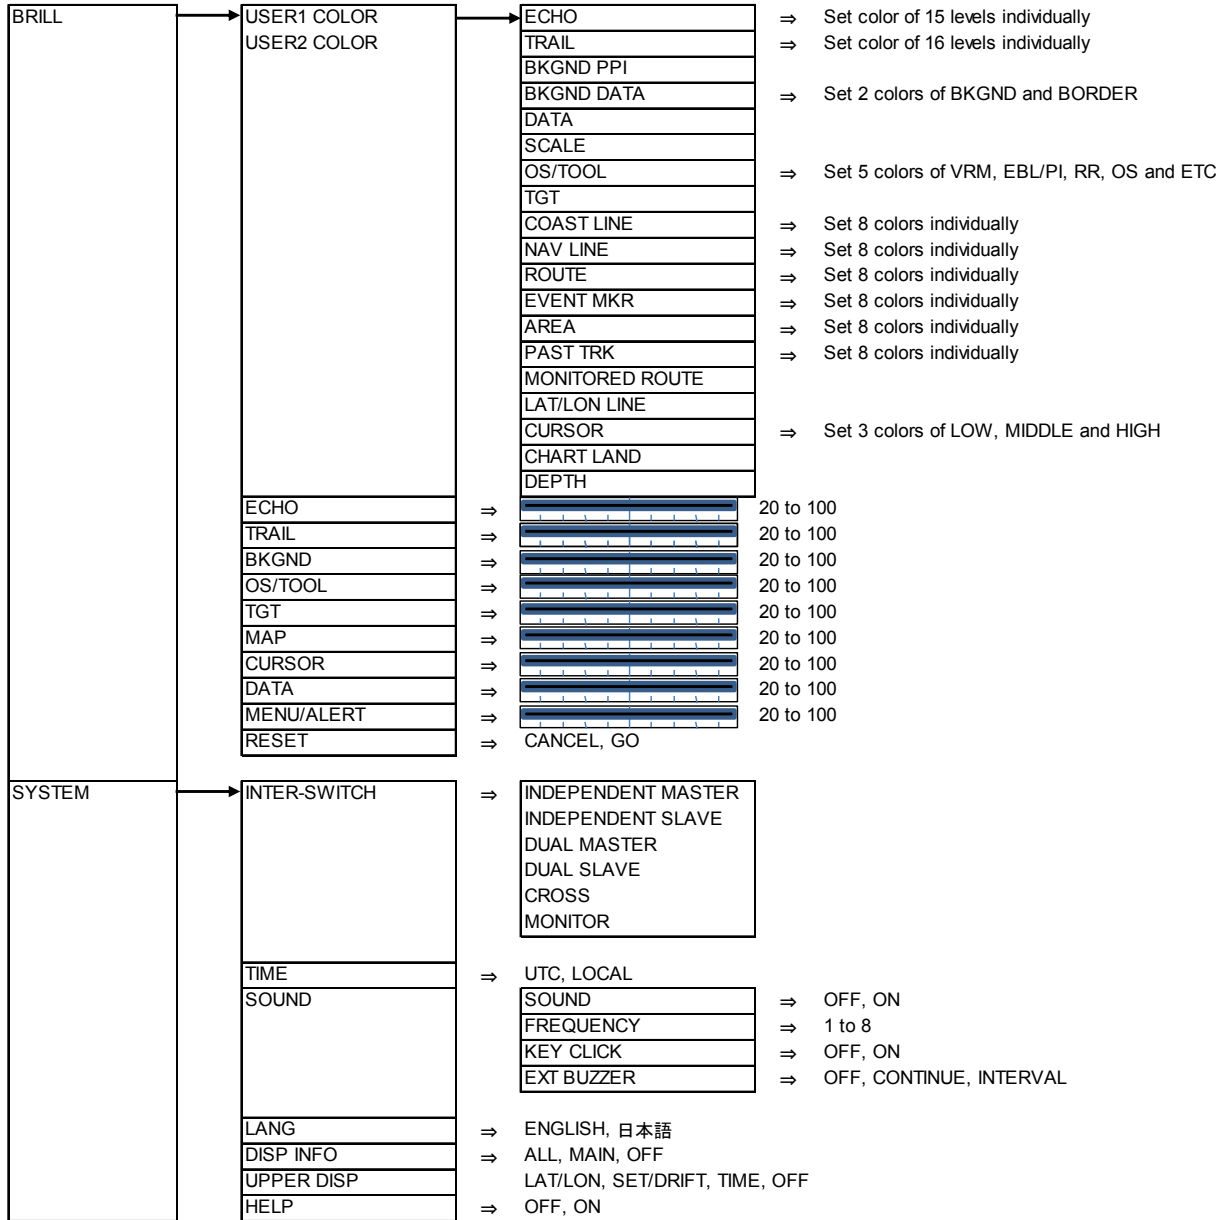 BRILL USER1 COLOR ECHO ⇒ Set color of 15 levels individually
USER2 COLOR TRAIL ⇒ Set color of 16 levels individually
BKGND PPI
BKGND DATA ⇒ Set 2 colors of BKGND and BORDER
DATA
SCALE
OS/TOOL ⇒ Set 5 colors of VRM, EBL/PI, RR, OS and ETC
TGT
COAST LINE ⇒ Set 8 colors individually
NAV LINE ⇒ Set 8 colors individually
ROUTE ⇒ Set 8 colors individually
EVENT MKR ⇒ Set 8 colors individually
AREA ⇒ Set 8 colors individually
PAST TRK ⇒ Set 8 colors individually
MONITORED ROUTE
LAT/LON LINE
CURSOR ⇒ Set 3 colors of LOW, MIDDLE and HIGH
CHART LAND
DEPTH
ECHO ⇒ 20 to 100
TRAIL ⇒ 20 to 100
BKGND ⇒ 20 to 100
OS/TOOL ⇒ 20 to 100
TGT ⇒ 20 to 100
MAP ⇒ 20 to 100
CURSOR ⇒ 20 to 100
DATA ⇒ 20 to 100
MENU/ALERT ⇒ 20 to 100
RESET ⇒ CANCEL, GO
SYSTEM INTER-SWITCH ⇒ INDEPENDENT MASTER
INDEPENDENT SLAVE
DUAL MASTER
DUAL SLAVE
CROSS
MONITOR
TIME ⇒ UTC, LOCAL
SOUND SOUND ⇒ OFF, ON
FREQUENCY ⇒ 1 to 8
KEY CLICK ⇒ OFF, ON
EXT BUZZER ⇒ OFF, CONTINUE, INTERVAL
LANG ⇒ ENGLISH, 日本語
DISP INFO ⇒ ALL, MAIN, OFF
UPPER DISP LAT/LON, SET/DRIFT, TIME, OFF
HELP ⇒ OFF, ON